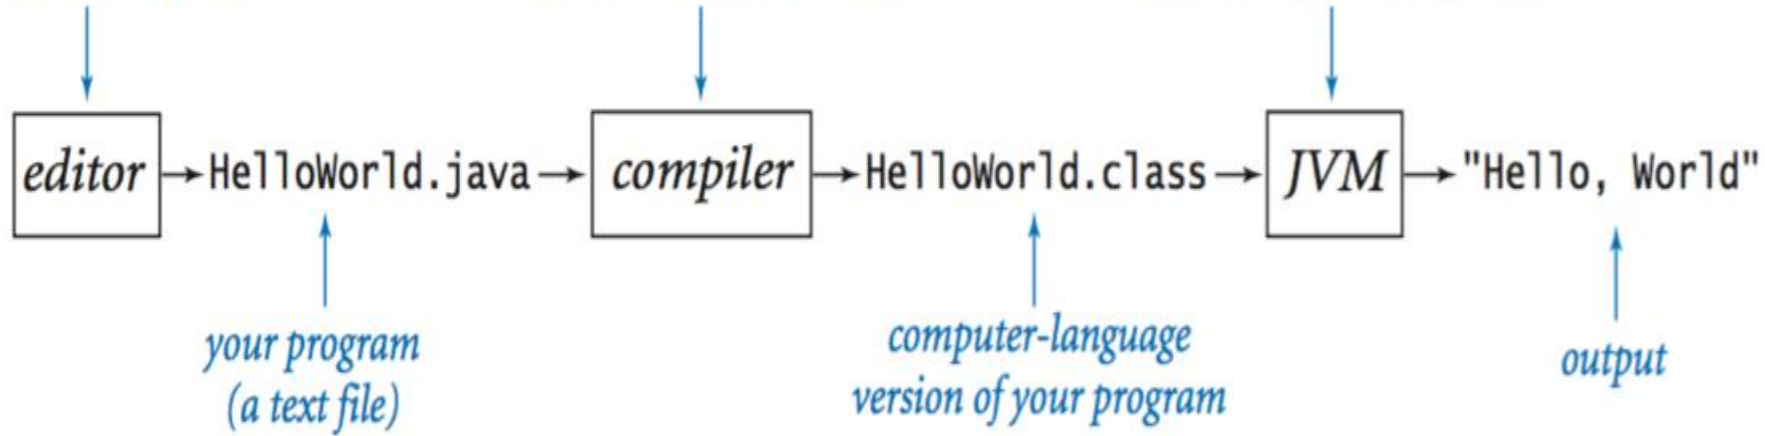 editor HelloWorld.java compiler HelloWorld.class JVM "Hello, World"
your program
(a text file)
computer-language
version of your program
output